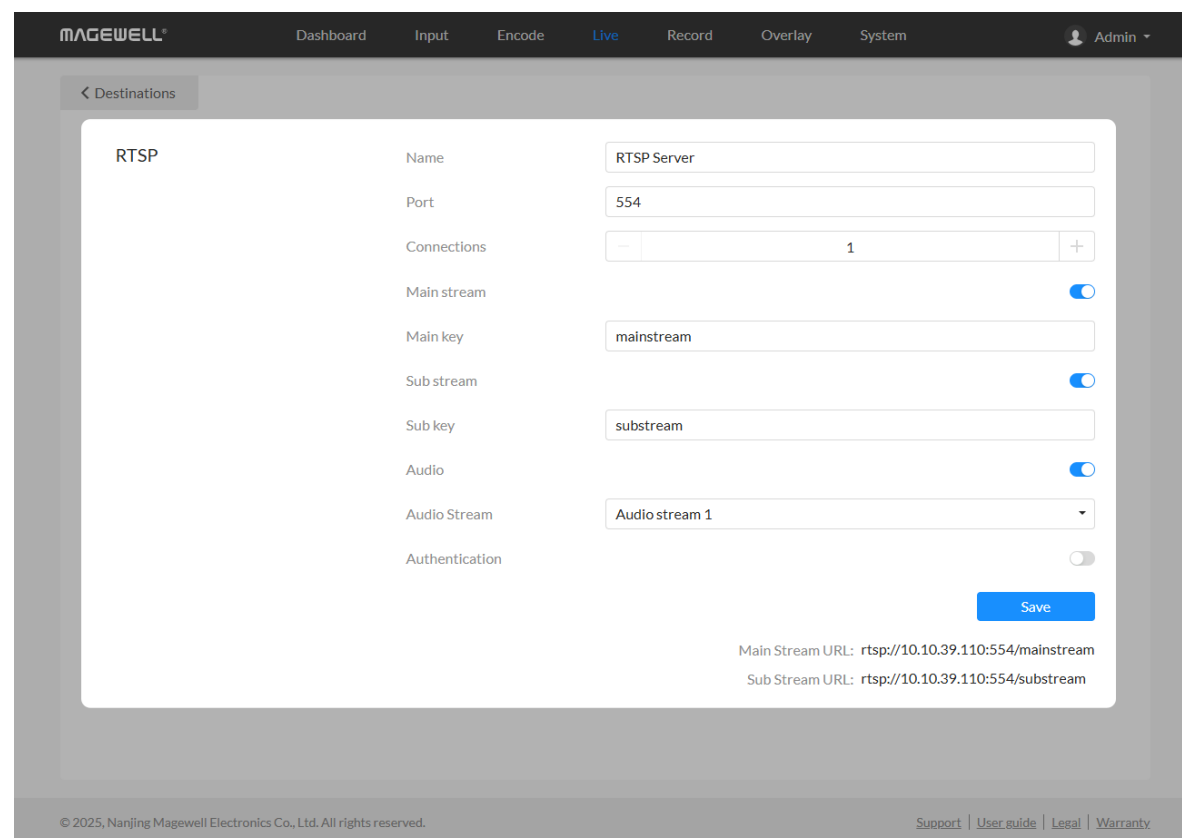 MAGEWELL®
Dashboard Input Encode Live Record Overlay System Admin
Destinations
RTSP
Name RTSP Server
Port 554
Connections 1
Main stream
Main key mainstream
Sub stream
Sub key substream
Audio
Audio Stream Audio stream 1
Authentication
Save
Main Stream URL: rtsp://10.10.39.110:554/mainstream
Sub Stream URL: rtsp://10.10.39.110:554/substream
© 2025, Nanjing Magewell Electronics Co., Ltd. All rights reserved. Support | User guide | Legal | Warranty